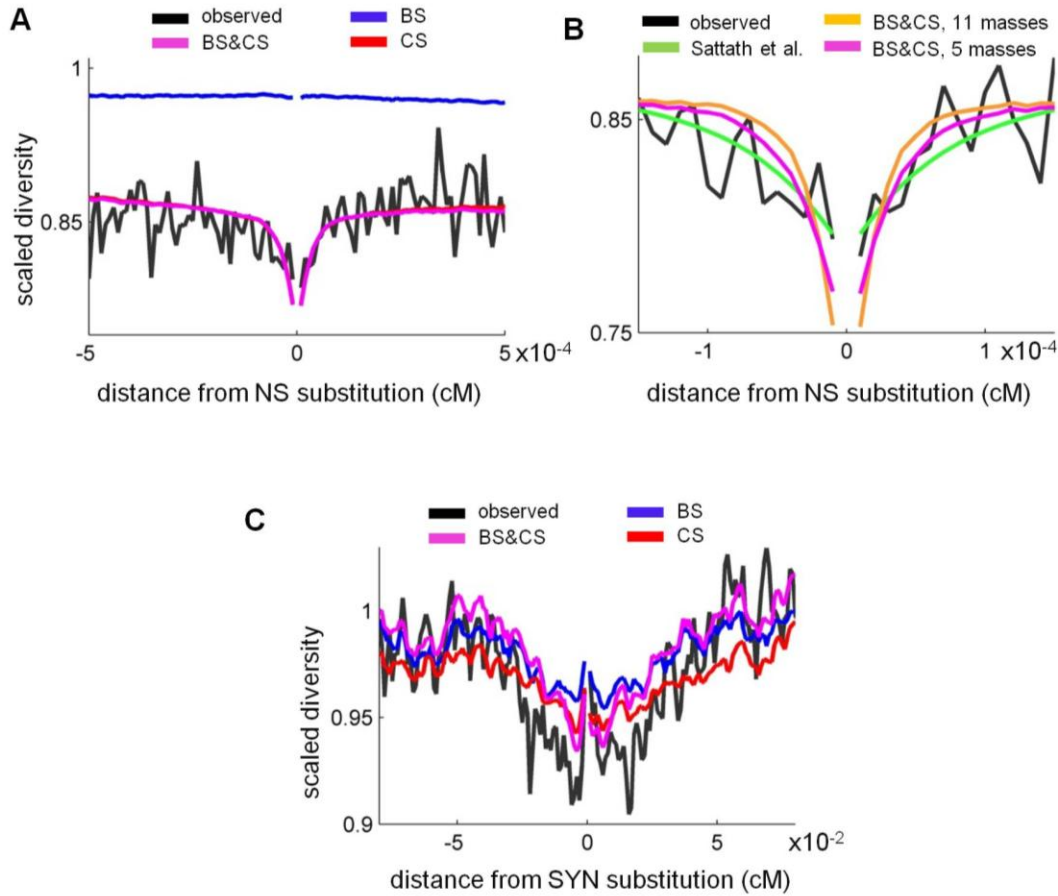 A
observed
BS
BS&CS
CS
1
0.85
scaled diversity
-5
0
5 x10-4
distance from NS substitution (cM)
B
observed
BS&CS, 11 masses
Sattath et al.
BS&CS, 5 masses
0.85
0.75
-1
0
1 x10-4
distance from NS substitution (cM)
C
observed
BS
BS&CS
CS
1
0.95
0.9
scaled diversity
-5
0
5 x10-2
distance from SYN substitution (cM)